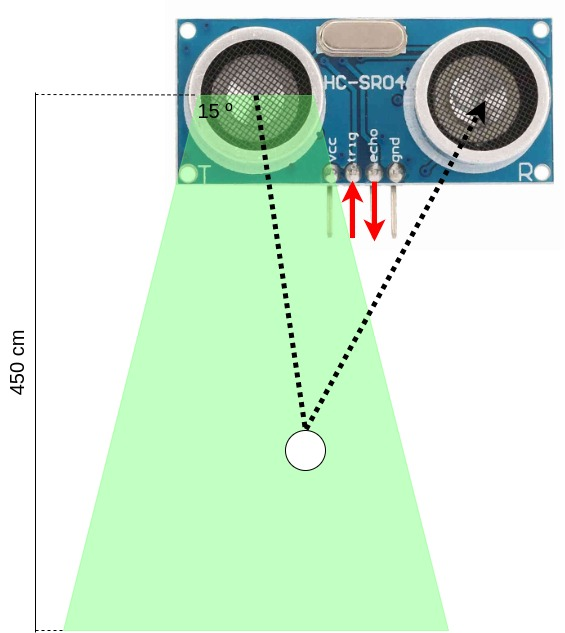 HC-SR04
15 º
vcc
trig
echo
gnd
T
R
450 cm